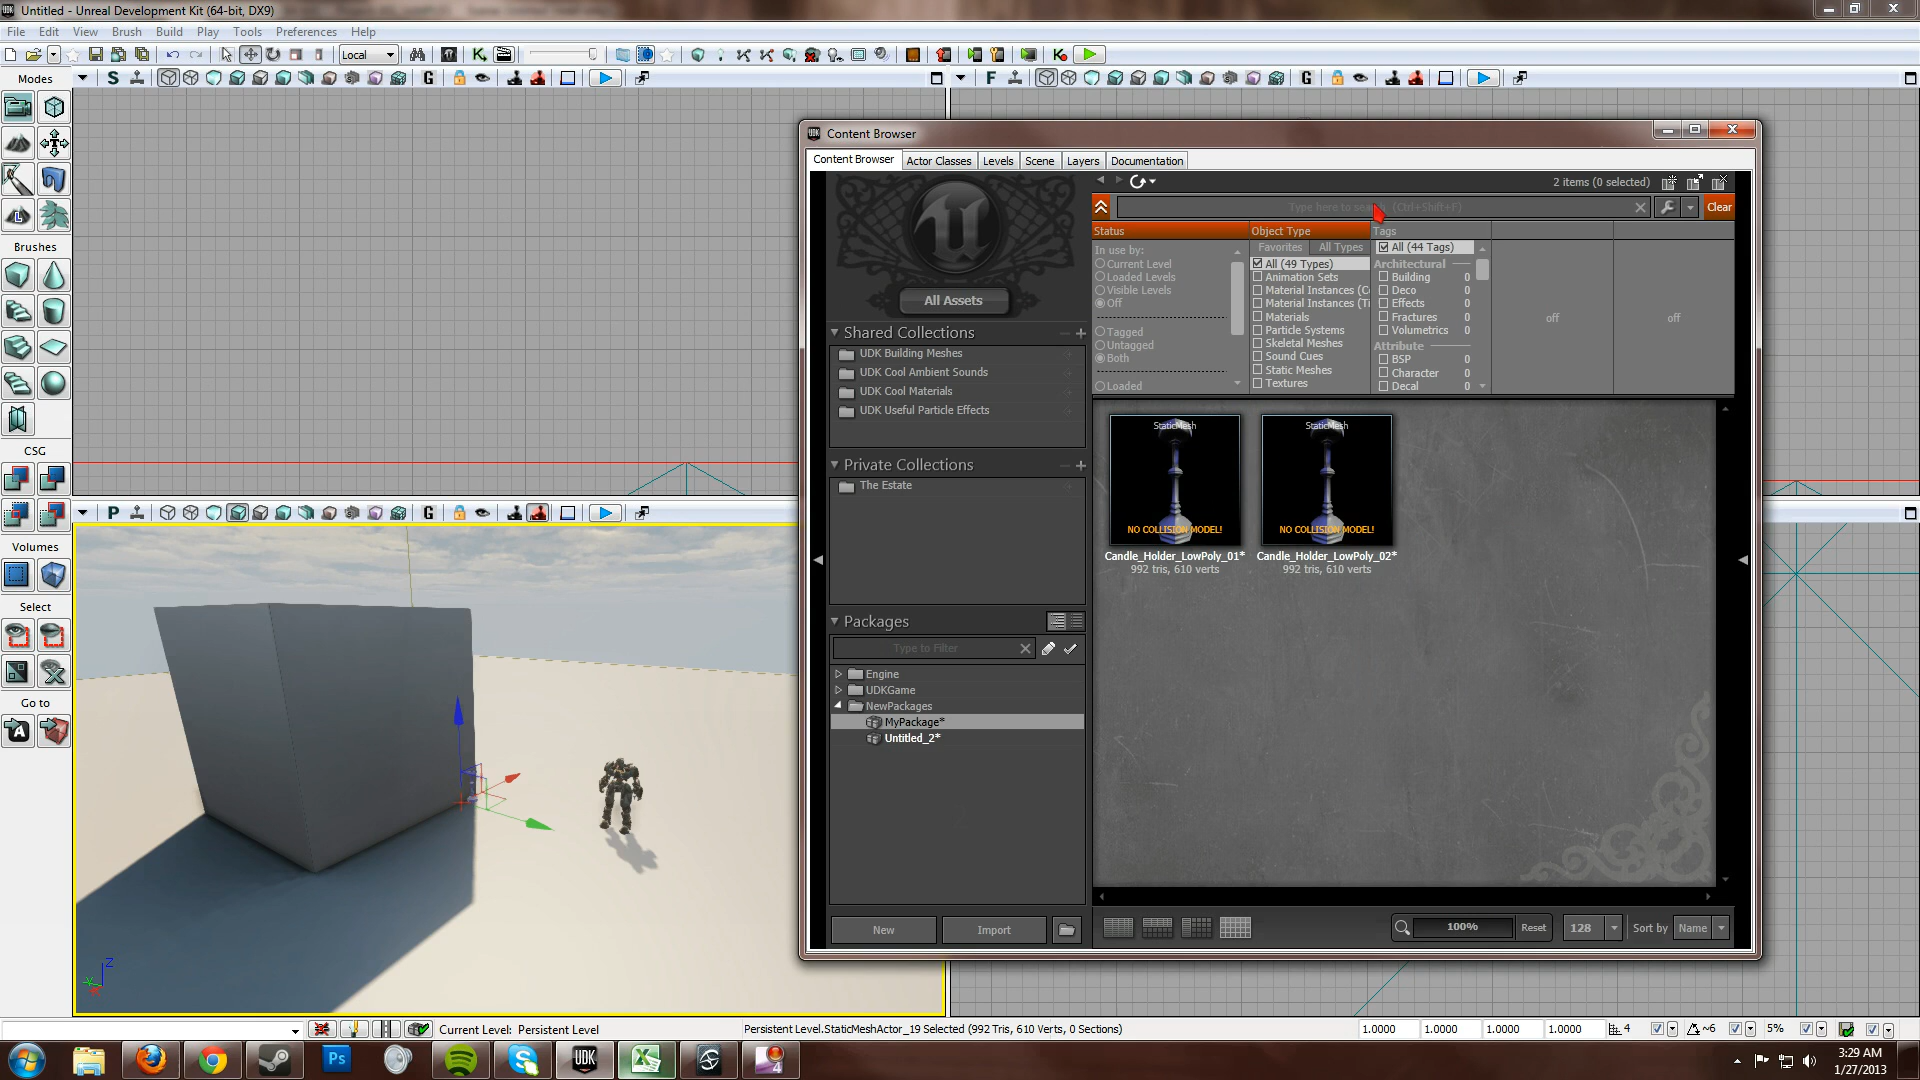 Untitled - Unreal Development Kit (64-bit, DX9)
File Edit View Brush Build Play Tools Preferences Help
Local
Modes
S G F G
Brushes
CSG
Volumes
Select
Go to
P G
Content Browser
Content Browser Actor Classes Levels Scene Layers Documentation
2 items (0 selected)
Type here to search (Ctrl+Shift+F)
Clear
All Assets
Shared Collections
UDK Building Meshes
UDK Cool Ambient Sounds
UDK Cool Materials
UDK Useful Particle Effects
Private Collections
The Estate
Packages
Type to Filter
Engine
UDKGame
NewPackages
MyPackage*
Untitled_2*
New Import
Status
In use by:
Current Level
Loaded Levels
Visible Levels
Off
Tagged
Untagged
Both
Loaded
Object Type
Favorites All Types
All (49 Types)
Animation Sets
Material Instances (C
Material Instances (Ti
Materials
Particle Systems
Skeletal Meshes
Sound Cues
Static Meshes
Textures
Tags
All (44 Tags)
Architectural
Building 0
Deco 0
Effects 0
Fractures 0
Volumetrics 0
Attribute
BSP 0
Character 0
Decal 0
off off
StaticMesh StaticMesh
NO COLLISION MODEL! NO COLLISION MODEL!
Candle_Holder_LowPoly_01* Candle_Holder_LowPoly_02*
992 tris, 610 verts 992 tris, 610 verts
100% Reset 128 Sort by Name
Z
Current Level: Persistent Level
Persistent Level.StaticMeshActor_19 Selected (992 Tris, 610 Verts, 0 Sections)
1.0000 1.0000 1.0000 1.0000 4 ~6 5%
Ps UDK
3:29 AM
1/27/2013